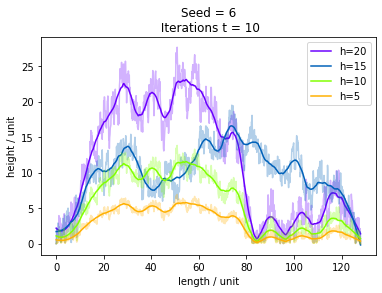 Seed = 6
Iterations t = 10
h=20
h=15
h=10
h=5
height / unit
25
20
15
10
5
0
0
20
40
60
80
100
120
length / unit